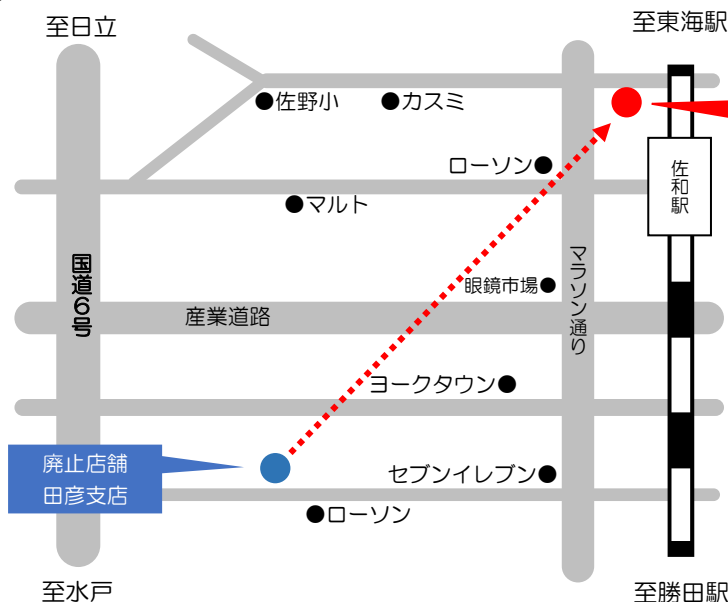 至日立
至東海駅
●佐野小
●カスミ
ローソン●
佐和駅
●マルト
国道6号
眼鏡市場●
マラソン通り
産業道路
ヨークタウン●
廃止店舗
田彦支店
セブンイレブン●
●ローソン
至水戸
至勝田駅